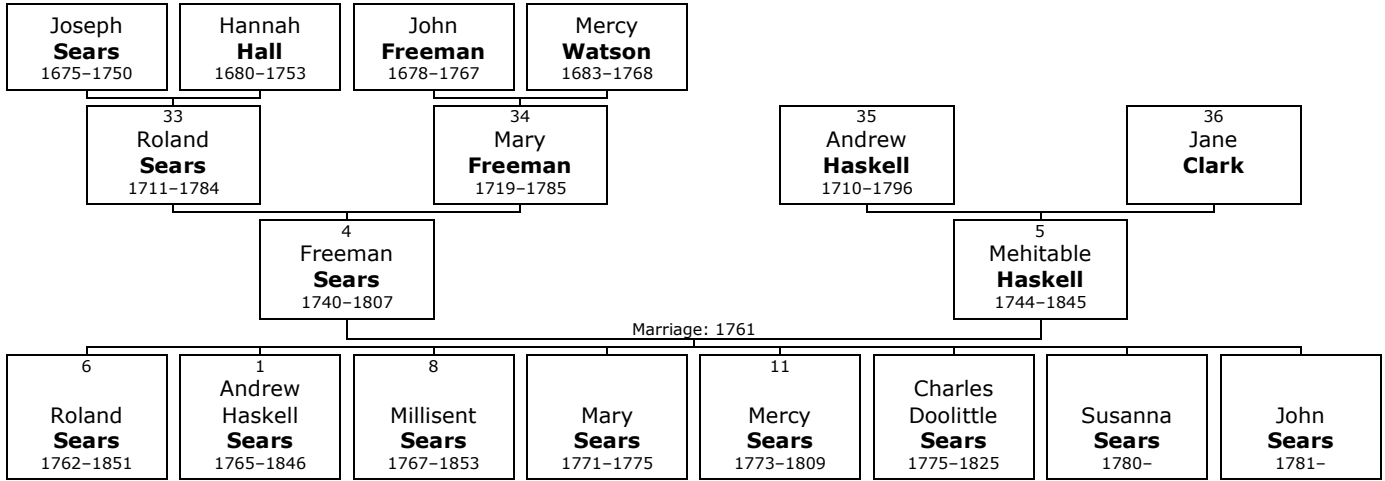 Joseph
Sears
1675–1750
Hannah
Hall
1680–1753
John
Freeman
1678–1767
Mercy
Watson
1683–1768
33
Roland
Sears
1711–1784
34
Mary
Freeman
1719–1785
35
Andrew
Haskell
1710–1796
36
Jane
Clark
4
Freeman
Sears
1740–1807
5
Mehitable
Haskell
1744–1845
Marriage: 1761
6
Roland
Sears
1762–1851
1
Andrew
Haskell
Sears
1765–1846
8
Millisent
Sears
1767–1853
Mary
Sears
1771–1775
11
Mercy
Sears
1773–1809
Charles
Doolittle
Sears
1775–1825
Susanna
Sears
1780–
John
Sears
1781–